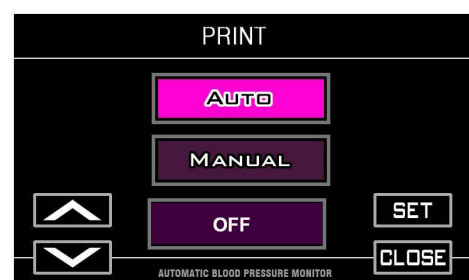 PRINT
AUTO
MANUAL
OFF
SET
CLOSE
AUTOMATIC BLOOD PRESSURE MONITOR